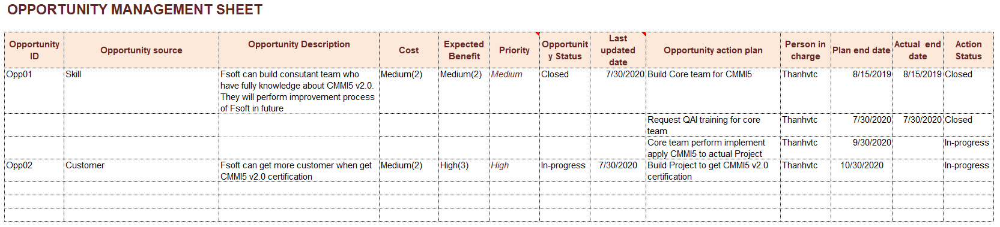 OPPORTUNITY MANAGEMENT SHEET
Opportunity ID | Opportunity source | Opportunity Description | Cost | Expected Benefit | Priority | Opportunit y Status | Last updated date | Opportunity action plan | Person in charge | Plan end date | Actual end date | Action Status
Opp01 | Skill | Fsoft can build consutant team who have fully knowledge about CMMI5 v2.0. They will perform improvement process of Fsoft in future | Medium(2) | Medium(2) | Medium | Closed | 7/30/2020 | Build Core team for CMMI5 | Thanhvtc | 8/15/2019 | 8/15/2019 | Closed
Request QAI training for core team | Thanhvtc | 7/30/2020 | 7/30/2020 | Closed
Core team perform implement apply CMMI5 to actual Project | Thanhvtc | 9/30/2020 | In-progress
Opp02 | Customer | Fsoft can get more customer when get CMMI5 v2.0 certification | Medium(2) | High(3) | High | In-progress | 7/30/2020 | Build Project to get CMMI5 v2.0 certification | Thanhvtc | 10/30/2020 | In-progress